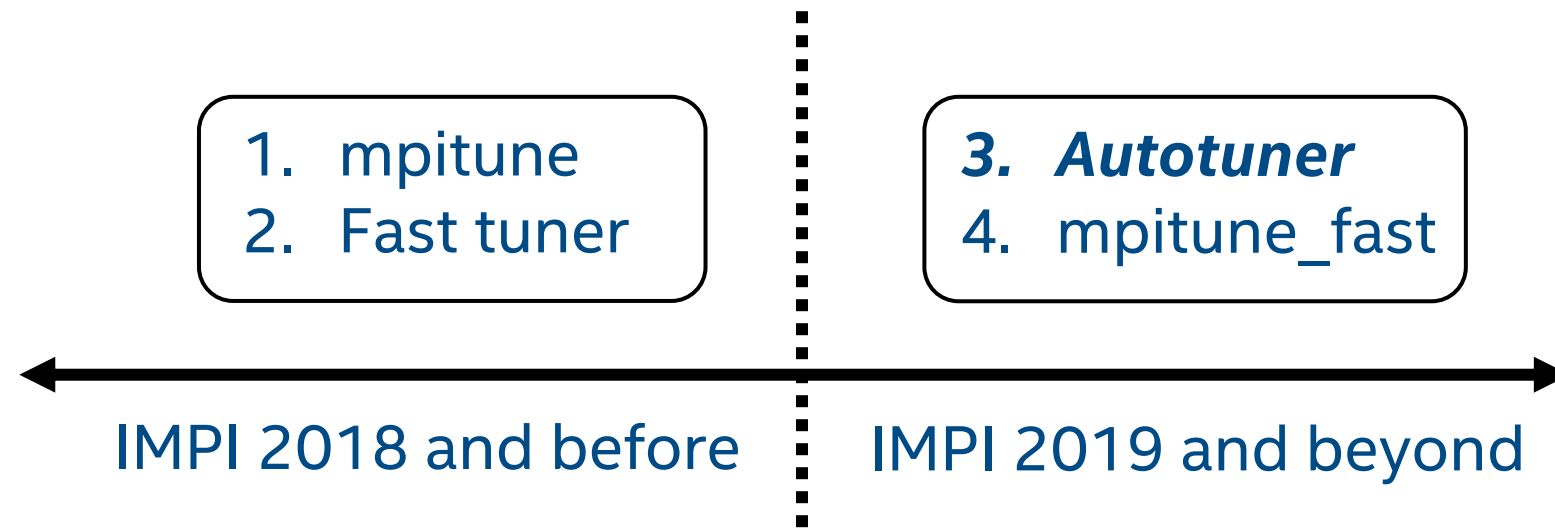 1. mpitune
2. Fast tuner
3. Autotuner
4. mpitune_fast
IMPI 2018 and before
IMPI 2019 and beyond